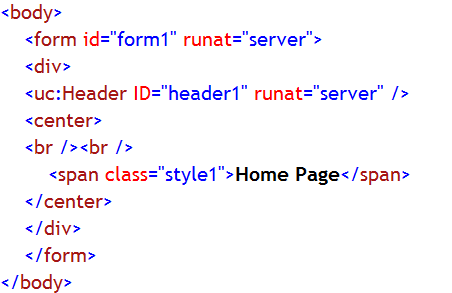 <body>
<form id="form1" runat="server">
<div>
<uc:Header ID="header1" runat="server" />
<center>
<br /><br />
<span class="style1">Home Page</span>
</center>
</div>
</form>
</body>